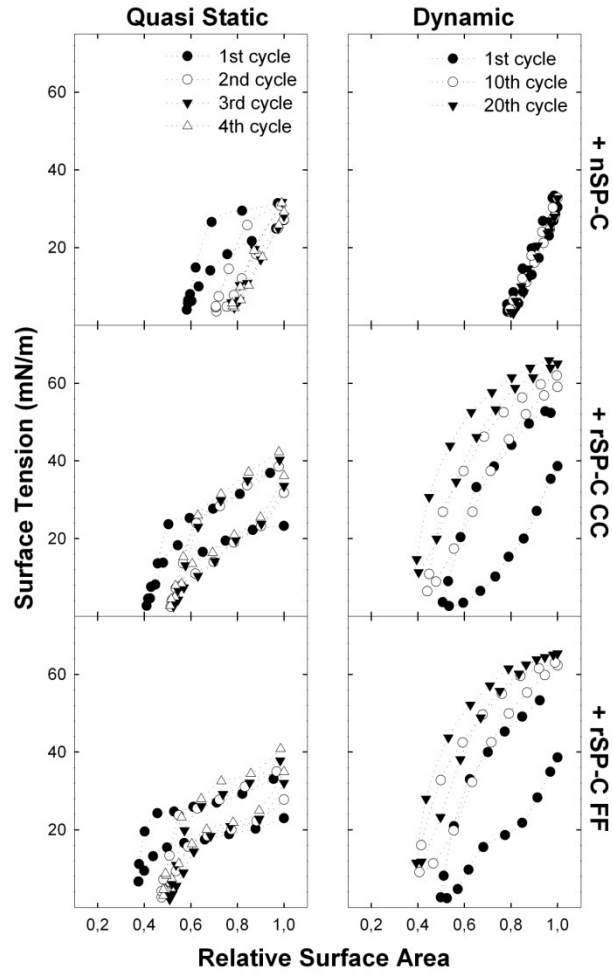 Quasi Static
Dynamic
1st cycle
2nd cycle
3rd cycle
4th cycle
1st cycle
10th cycle
20th cycle
60
40
20
+ nSP-C
60
40
20
+ rSP-C CC
60
40
20
+ rSP-C FF
Surface Tension (mN/m)
0,2 0,4 0,6 0,8 1,0
0,2 0,4 0,6 0,8 1,0
Relative Surface Area